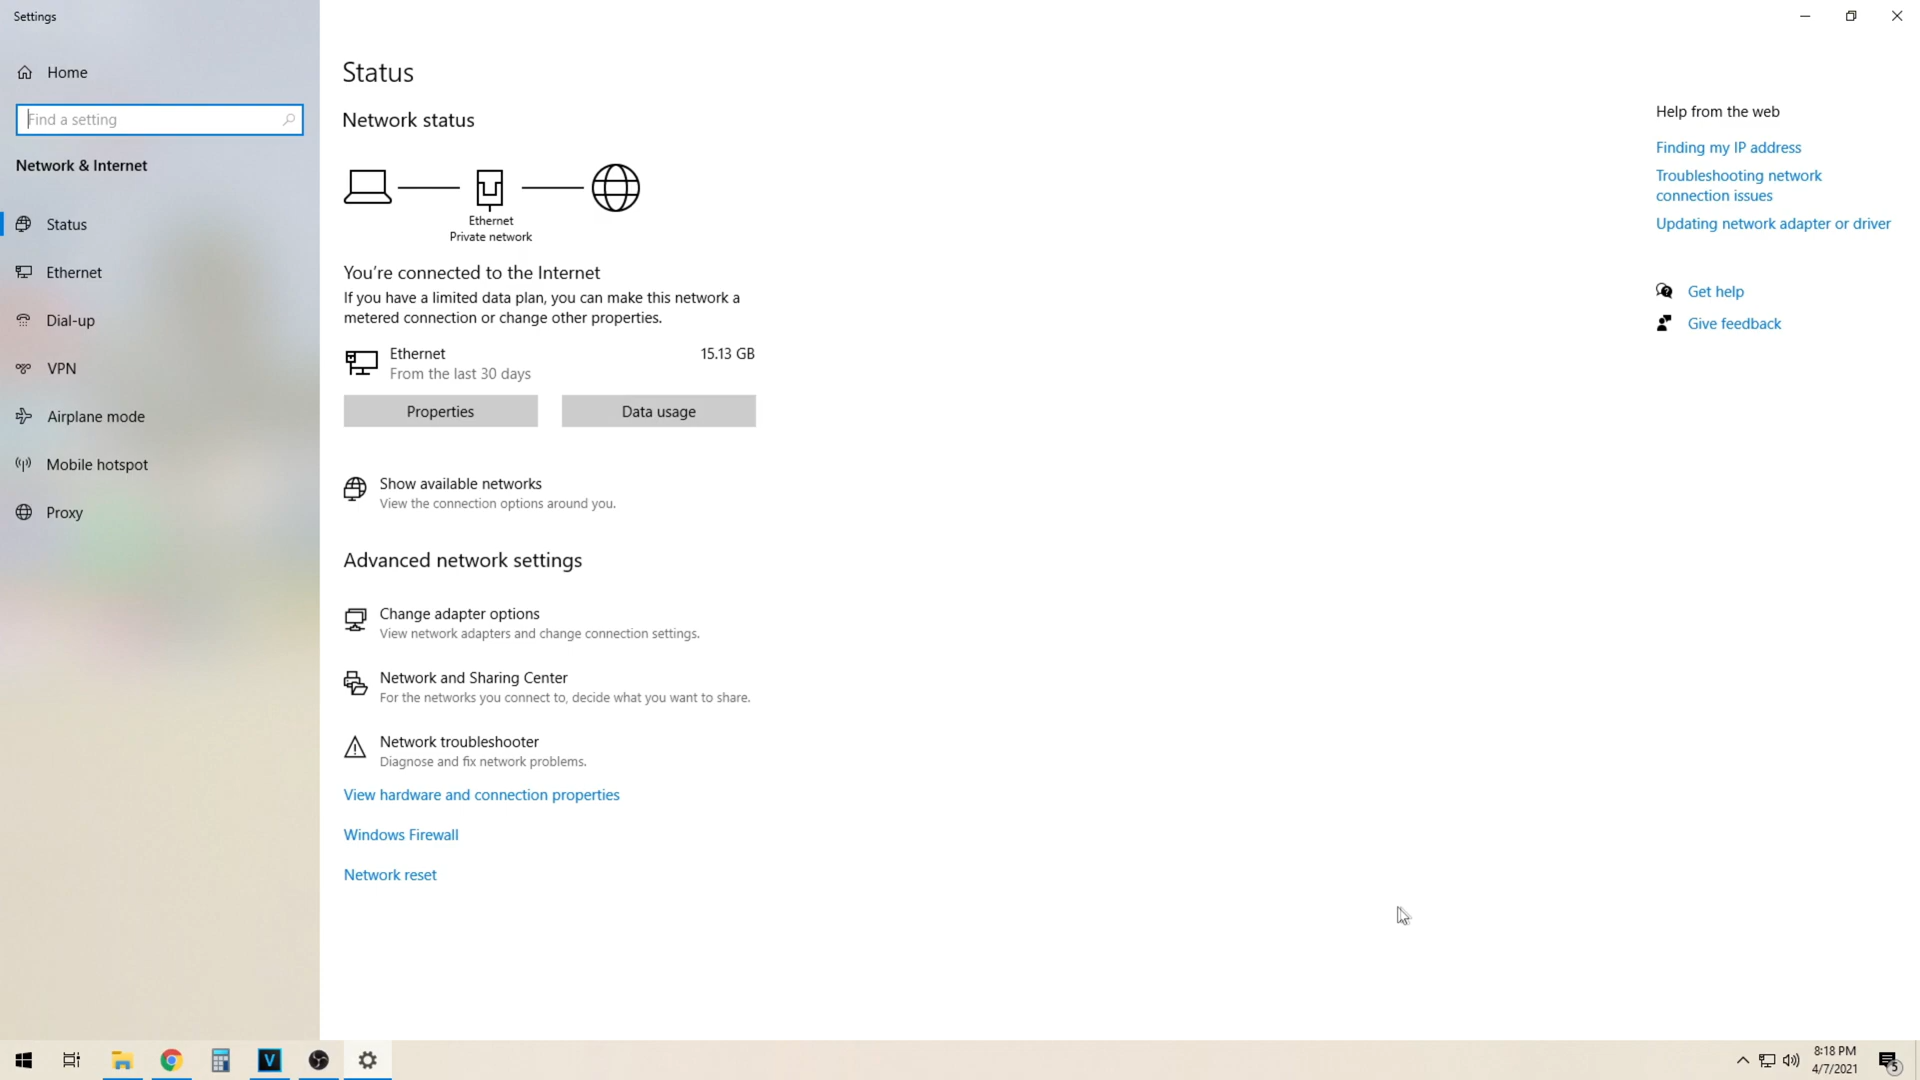 Settings
Home
Find a setting
Network & Internet
Status
Ethernet
Dial-up
VPN
Airplane mode
Mobile hotspot
Proxy
Status
Network status
Ethernet
Private network
You're connected to the Internet
If you have a limited data plan, you can make this network a
metered connection or change other properties.
Ethernet
15.13 GB
From the last 30 days
Properties
Data usage
Show available networks
View the connection options around you.
Advanced network settings
Change adapter options
View network adapters and change connection settings.
Network and Sharing Center
For the networks you connect to, decide what you want to share.
Network troubleshooter
Diagnose and fix network problems.
View hardware and connection properties
Windows Firewall
Network reset
Help from the web
Finding my IP address
Troubleshooting network
connection issues
Updating network adapter or driver
Get help
Give feedback
V
8:18 PM
4/7/2021
5